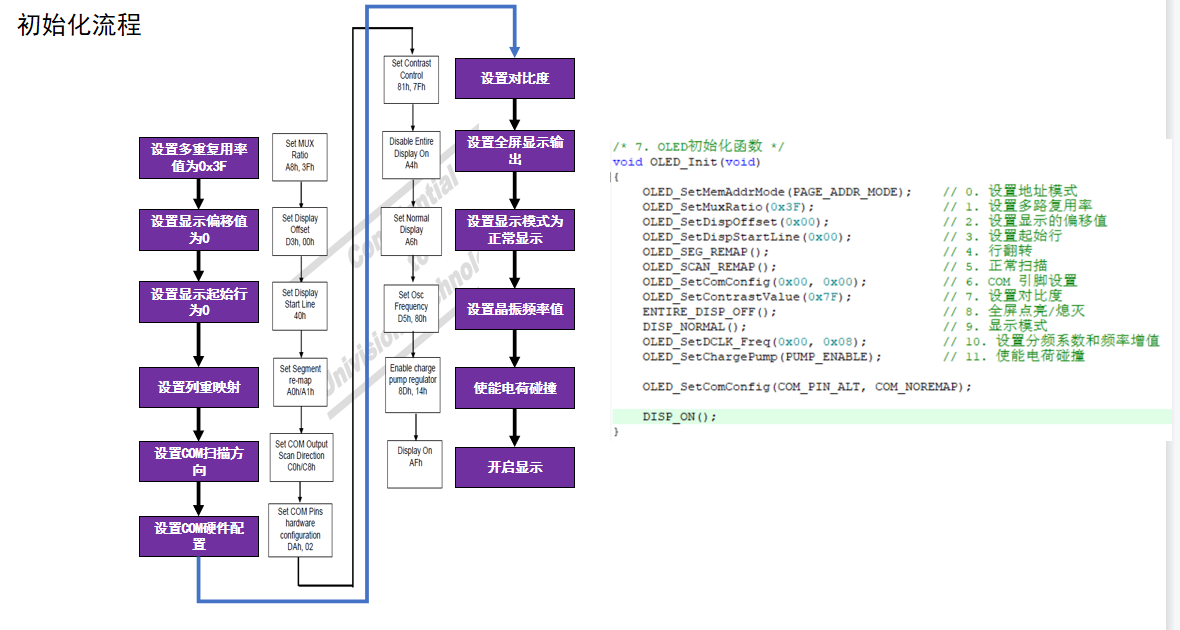 初始化流程
设置多重复用率
值为0x3F
设置显示偏移值
为0
设置显示起始行
为0
设置列重映射
设置COM扫描方
向
设置COM硬件配
置
Set MUX
Ratio
A8h, 3Fh
Set Display
Offset
D3h, 00h
Set Display
Start Line
40h
Set Segment
re-map
A0h/A1h
Set COM Output
Scan Direction
C0h/C8h
Set COM Pins
hardware
configuration
DAh, 02
Set Contrast
Control
81h, 7Fh
Disable Entire
Display On
A4h
Set Normal
Display
A6h
Set Osc
Frequency
D5h, 80h
Enable charge
pump regulator
8Dh, 14h
Display On
AFh
设置对比度
设置全屏显示输
出
设置显示模式为
正常显示
设置晶振频率值
使能电荷碰撞
开启显示
/* 7. OLED初始化函数 */
void OLED_Init(void)
{
OLED_SetMemAddrMode(PAGE_ADDR_MODE); // 0. 设置地址模式
OLED_SetMuxRatio(0x3F); // 1. 设置多路复用率
OLED_SetDispOffset(0x00); // 2. 设置显示的偏移值
OLED_SetDispStartLine(0x00); // 3. 设置起始行
OLED_SEG_REMAP(); // 4. 行翻转
OLED_SCAN_REMAP(); // 5. 正常扫描
OLED_SetComConfig(0x00, 0x00); // 6. COM 引脚设置
OLED_SetContrastValue(0x7F); // 7. 设置对比度
ENTIRE_DISP_OFF(); // 8. 全屏点亮/熄灭
DISP_NORMAL(); // 9. 显示模式
OLED_SetDCLK_Freq(0x00, 0x08); // 10. 设置分频系数和频率增值
OLED_SetChargePump(PUMP_ENABLE); // 11. 使能电荷碰撞
OLED_SetComConfig(COM_PIN_ALT, COM_NOREMAP);
DISP_ON();
}